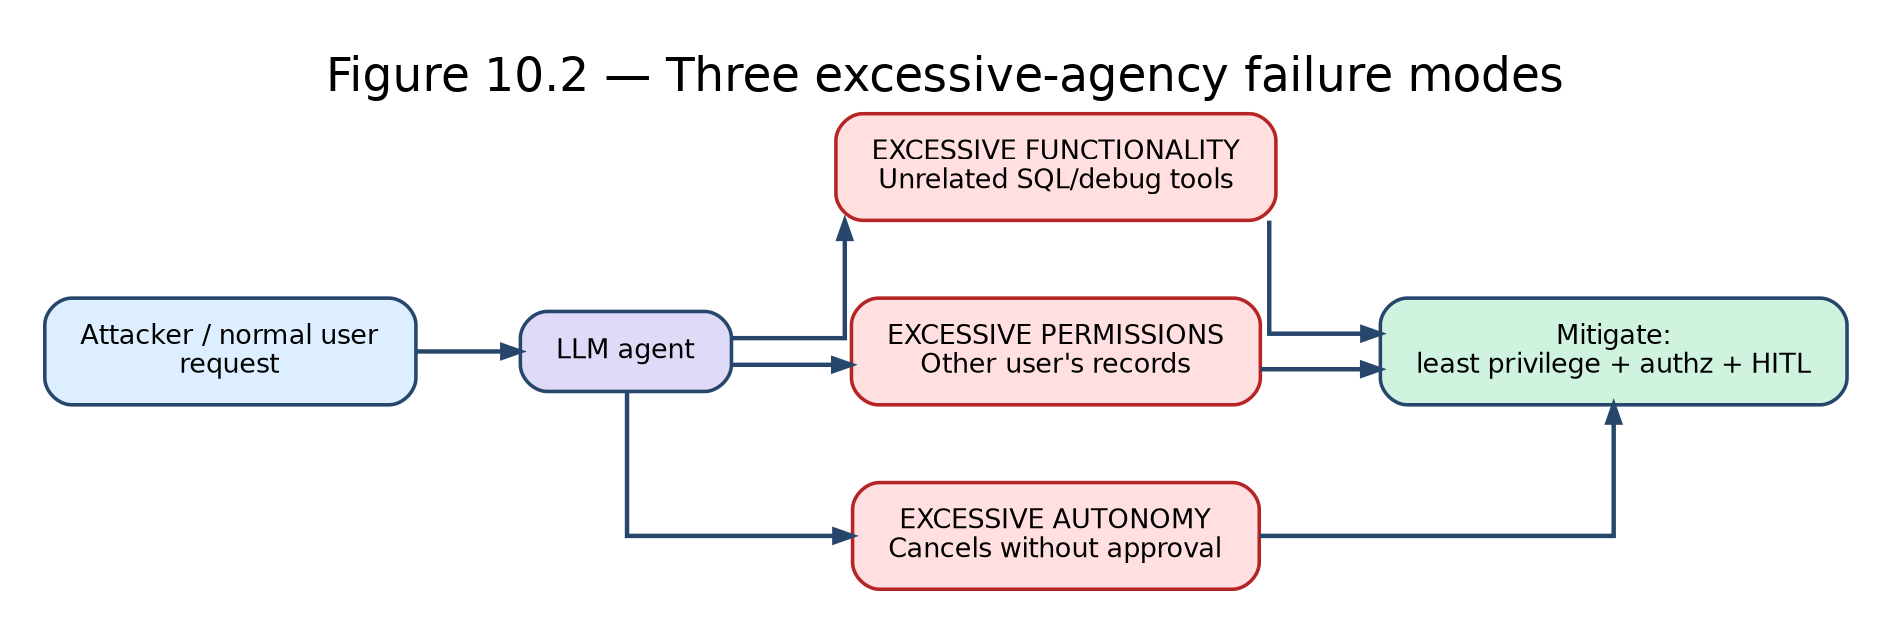 Figure 10.2 — Three excessive-agency failure modes
EXCESSIVE FUNCTIONALITY
Unrelated SQL/debug tools
Attacker / normal user
request
LLM agent
EXCESSIVE PERMISSIONS
Other user's records
Mitigate:
least privilege + authz + HITL
EXCESSIVE AUTONOMY
Cancels without approval